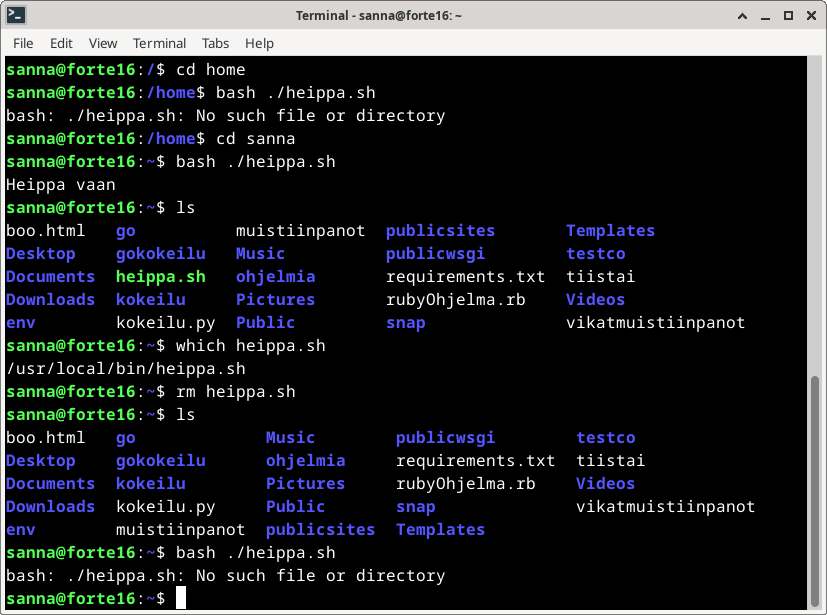 Terminal - sanna@forte16: ~
File Edit View Terminal Tabs Help
sanna@forte16:/$ cd home
sanna@forte16:/home$ bash ./heippa.sh
bash: ./heippa.sh: No such file or directory
sanna@forte16:/home$ cd sanna
sanna@forte16:~$ bash ./heippa.sh
Heippa vaan
sanna@forte16:~$ ls
boo.html go muistiinpanot publicsites Templates
Desktop gokokeilu Music publicwsgi testco
Documents heippa.sh ohjelmia requirements.txt tiistai
Downloads kokeilu Pictures rubyOhjelma.rb Videos
env kokeilu.py Public snap vikatmuistiinpanot
sanna@forte16:~$ which heippa.sh
/usr/local/bin/heippa.sh
sanna@forte16:~$ rm heippa.sh
sanna@forte16:~$ ls
boo.html go Music publicwsgi testco
Desktop gokokeilu ohjelmia requirements.txt tiistai
Documents kokeilu Pictures rubyOhjelma.rb Videos
Downloads kokeilu.py Public snap vikatmuistiinpanot
env muistiinpanot publicsites Templates
sanna@forte16:~$ bash ./heippa.sh
bash: ./heippa.sh: No such file or directory
sanna@forte16:~$